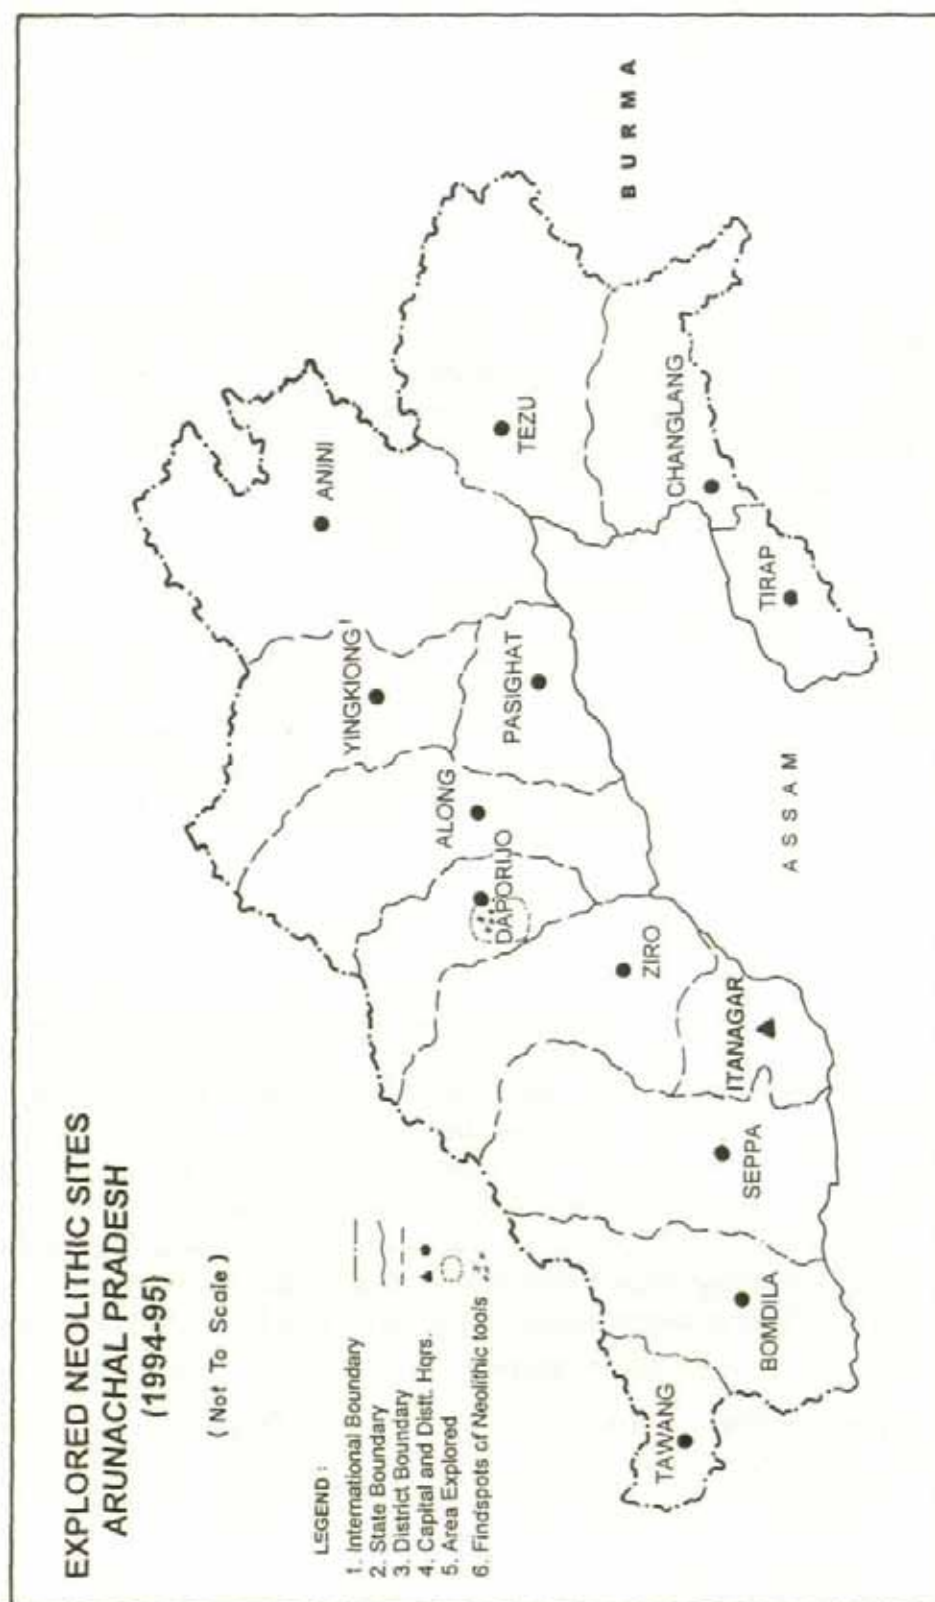 EXPLORED NEOLITHIC SITES
ARUNACHAL PRADESH
(1994-95)
( Not To Scale )
LEGEND :
1. International Boundary
2. State Boundary
3. District Boundary
4. Capital and Distt. Hqrs.
5. Area Explored
6. Findspots of Neolithic tools
TAWANG
BOMDILA
SEPPA
ITANAGAR
ZIRO
DAPORIJO
ALONG
YINGKIONG
PASIGHAT
ANINI
TEZU
CHANGLANG
TIRAP
ASSAM
BURMA